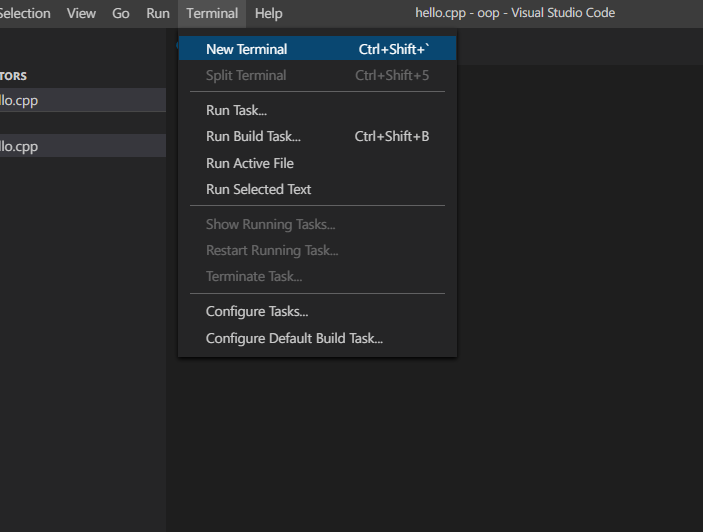 Selection View Go Run Terminal Help hello.cpp - oop - Visual Studio Code
New Terminal Ctrl+Shift+`
TORS
Split Terminal Ctrl+Shift+5
llo.cpp
Run Task...
Run Build Task... Ctrl+Shift+B
llo.cpp
Run Active File
Run Selected Text
Show Running Tasks...
Restart Running Task...
Terminate Task...
Configure Tasks...
Configure Default Build Task...